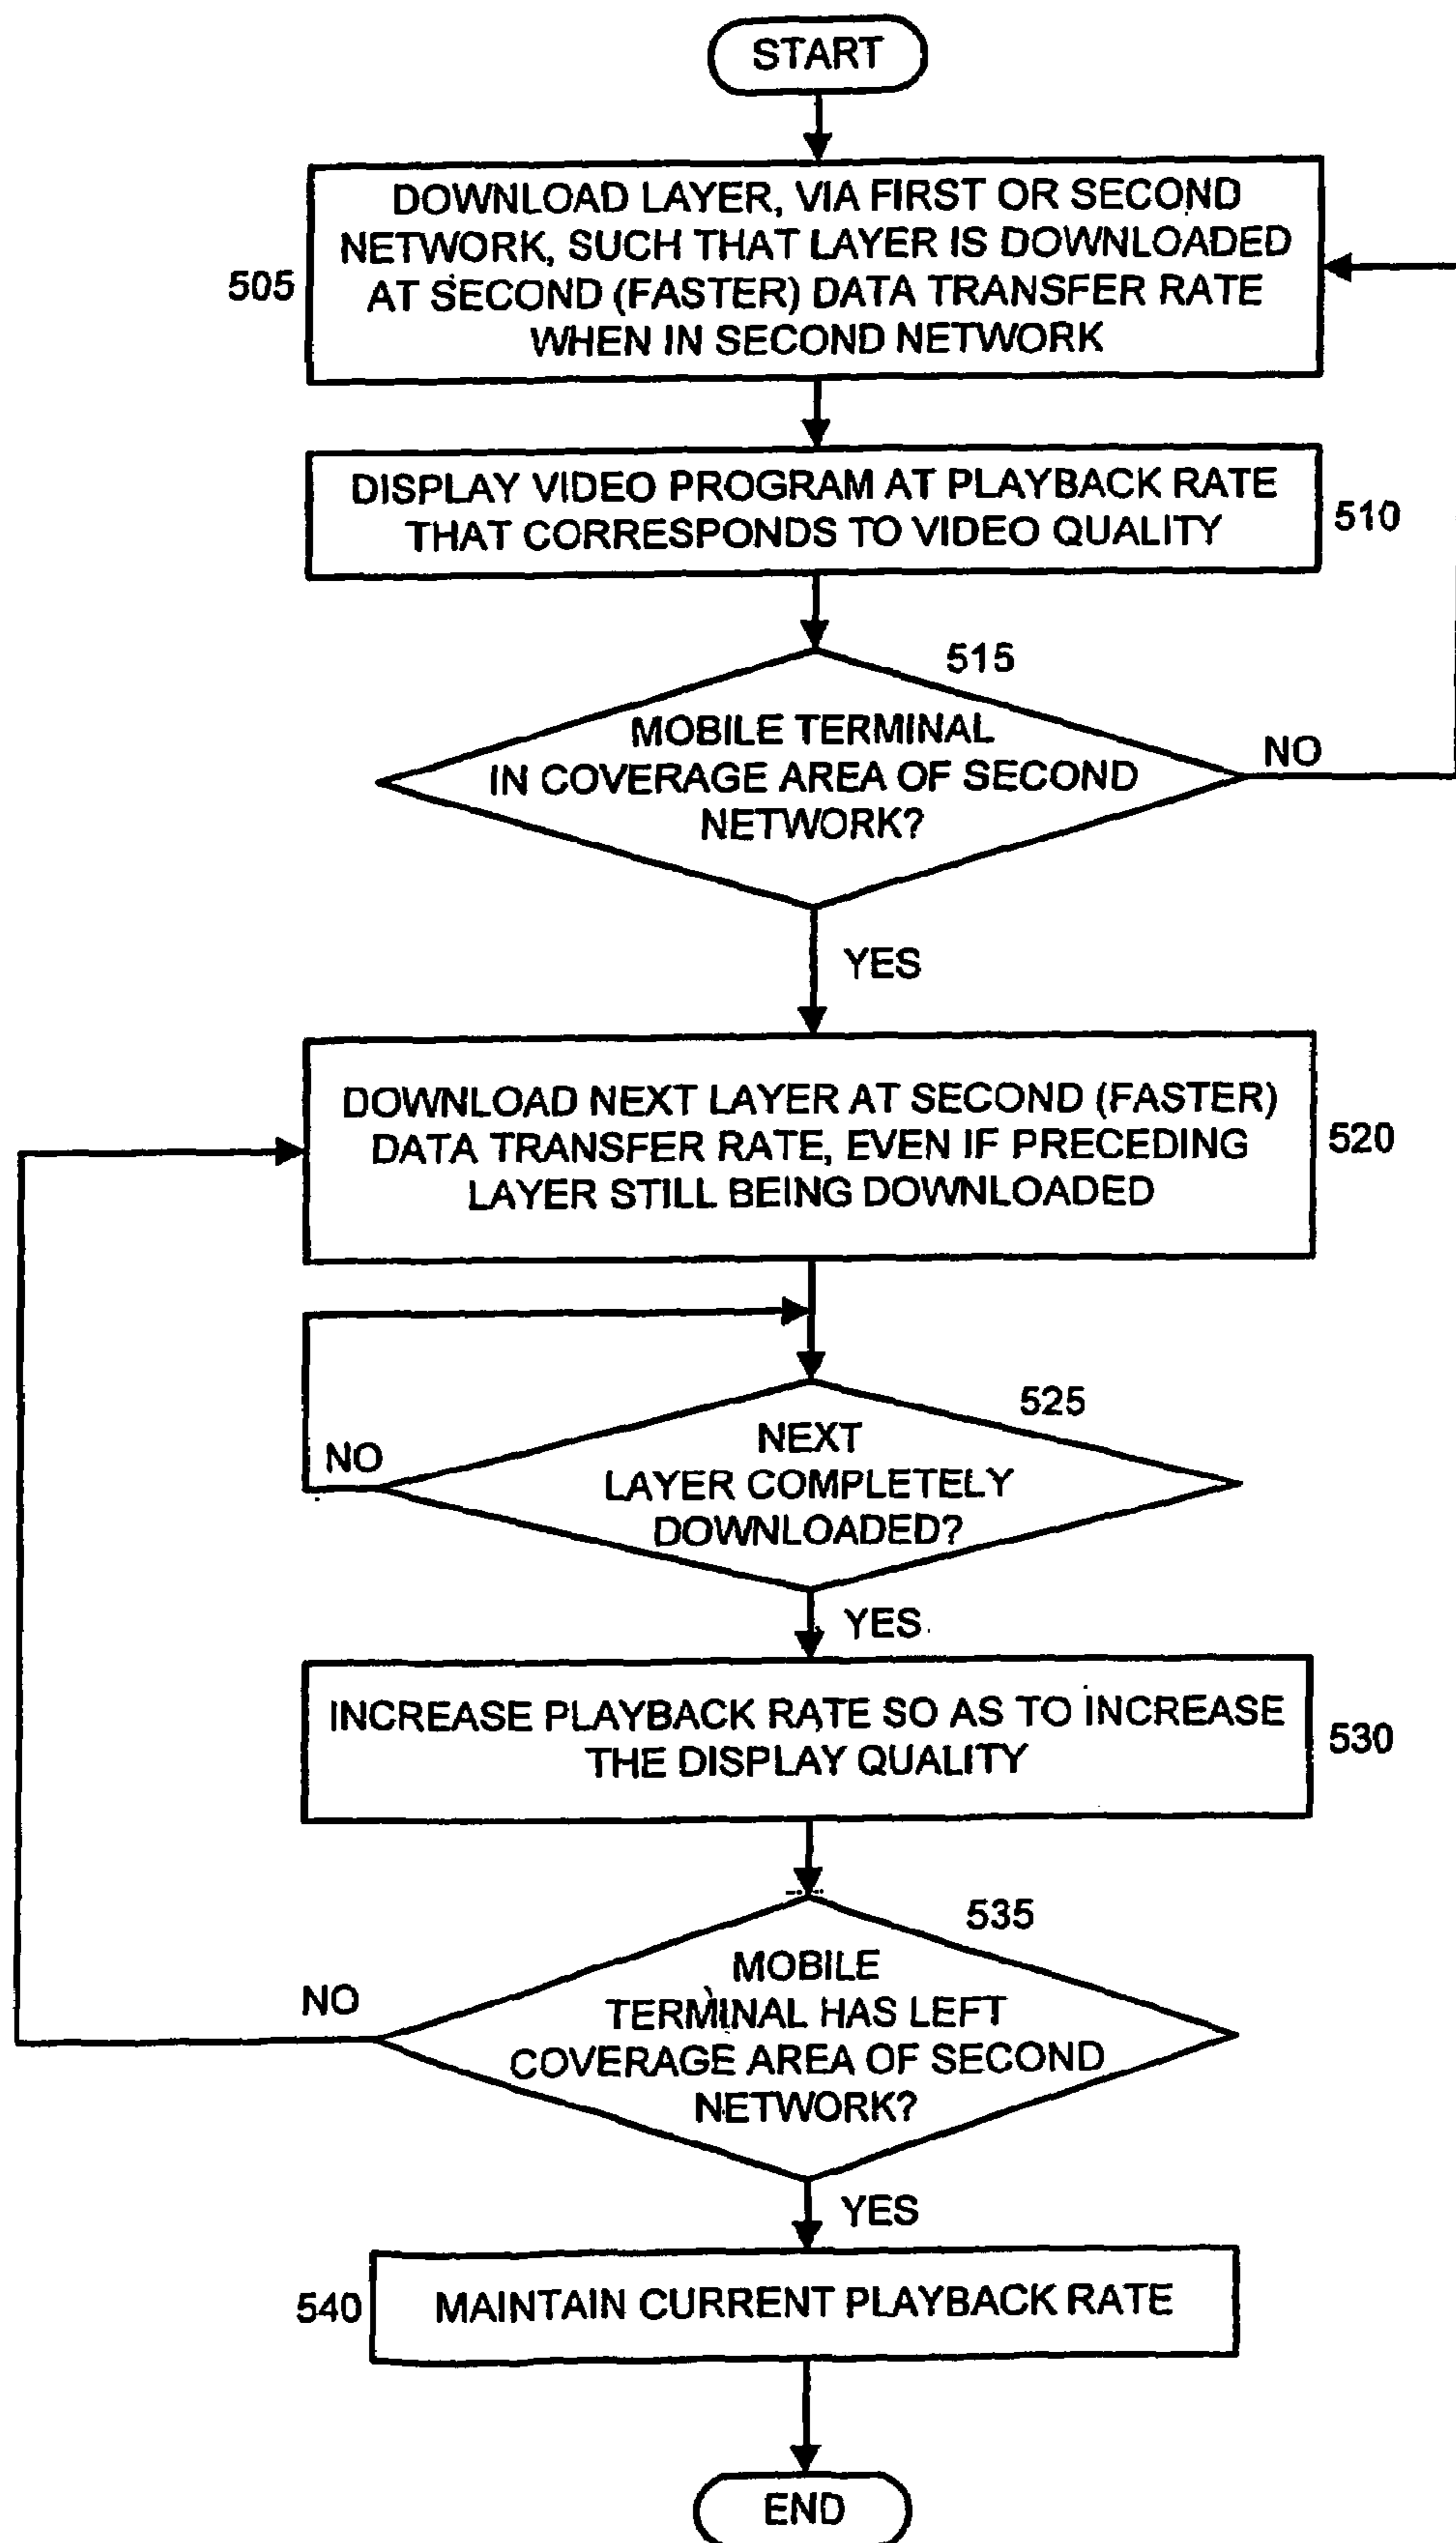 START
DOWNLOAD LAYER, VIA FIRST OR SECOND
NETWORK, SUCH THAT LAYER IS DOWNLOADED
AT SECOND (FASTER) DATA TRANSFER RATE
WHEN IN SECOND NETWORK
505
DISPLAY VIDEO PROGRAM AT PLAYBACK RATE
THAT CORRESPONDS TO VIDEO QUALITY
510
515
MOBILE TERMINAL
IN COVERAGE AREA OF SECOND
NETWORK?
NO
YES
DOWNLOAD NEXT LAYER AT SECOND (FASTER)
DATA TRANSFER RATE, EVEN IF PRECEDING
LAYER STILL BEING DOWNLOADED
520
525
NEXT
LAYER COMPLETELY
DOWNLOADED?
NO
YES
INCREASE PLAYBACK RATE SO AS TO INCREASE
THE DISPLAY QUALITY
530
535
MOBILE
TERMINAL HAS LEFT
COVERAGE AREA OF SECOND
NETWORK?
NO
YES
540
MAINTAIN CURRENT PLAYBACK RATE
END